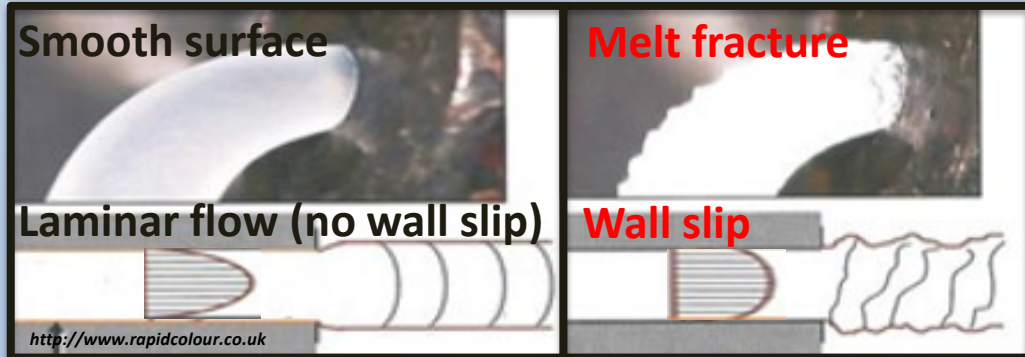 Smooth surface
Melt fracture
Laminar flow (no wall slip)
Wall slip
http://www.rapidcolour.co.uk